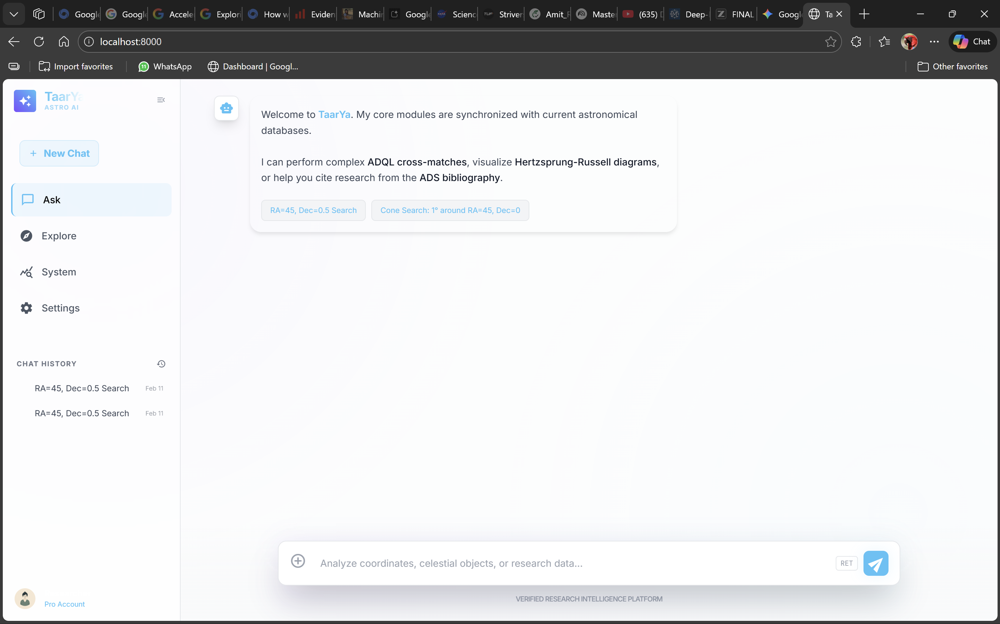 Googl
Googl
Accele
Explori
How w
Eviden
Machi
Googl
Scienc
Striver
Amit_
Maste
(635)
Deep-
FINAL
Googl
Ta
localhost:8000
Chat
Import favorites
11
WhatsApp
Dashboard | Googl...
Other favorites
TaarYa
ASTRO AI
+ New Chat
Ask
Explore
System
Settings
CHAT HISTORY
RA=45, Dec=0.5 Search Feb 11
RA=45, Dec=0.5 Search Feb 11
Pro Account
Welcome to TaarYa. My core modules are synchronized with current astronomical
databases.
I can perform complex ADQL cross-matches, visualize Hertzsprung-Russell diagrams,
or help you cite research from the ADS bibliography.
RA=45, Dec=0.5 Search
Cone Search: 1° around RA=45, Dec=0
Analyze coordinates, celestial objects, or research data...
RET
VERIFIED RESEARCH INTELLIGENCE PLATFORM